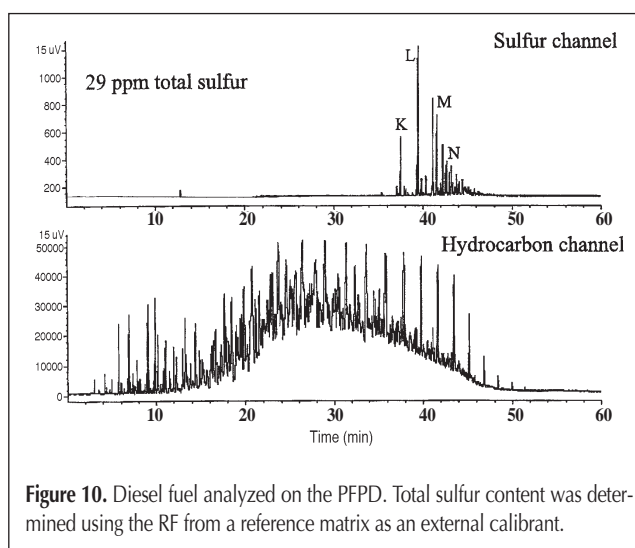 15 uV
Sulfur channel
29 ppm total sulfur
1000
800
600
400
200
L
K
M
N
10 20 30 40 50 60
15 uV
Hydrocarbon channel
50000
40000
30000
20000
10000
0
10 20 30 40 50 60
Time (min)
Figure 10. Diesel fuel analyzed on the PFPD. Total sulfur content was deter-
mined using the RF from a reference matrix as an external calibrant.